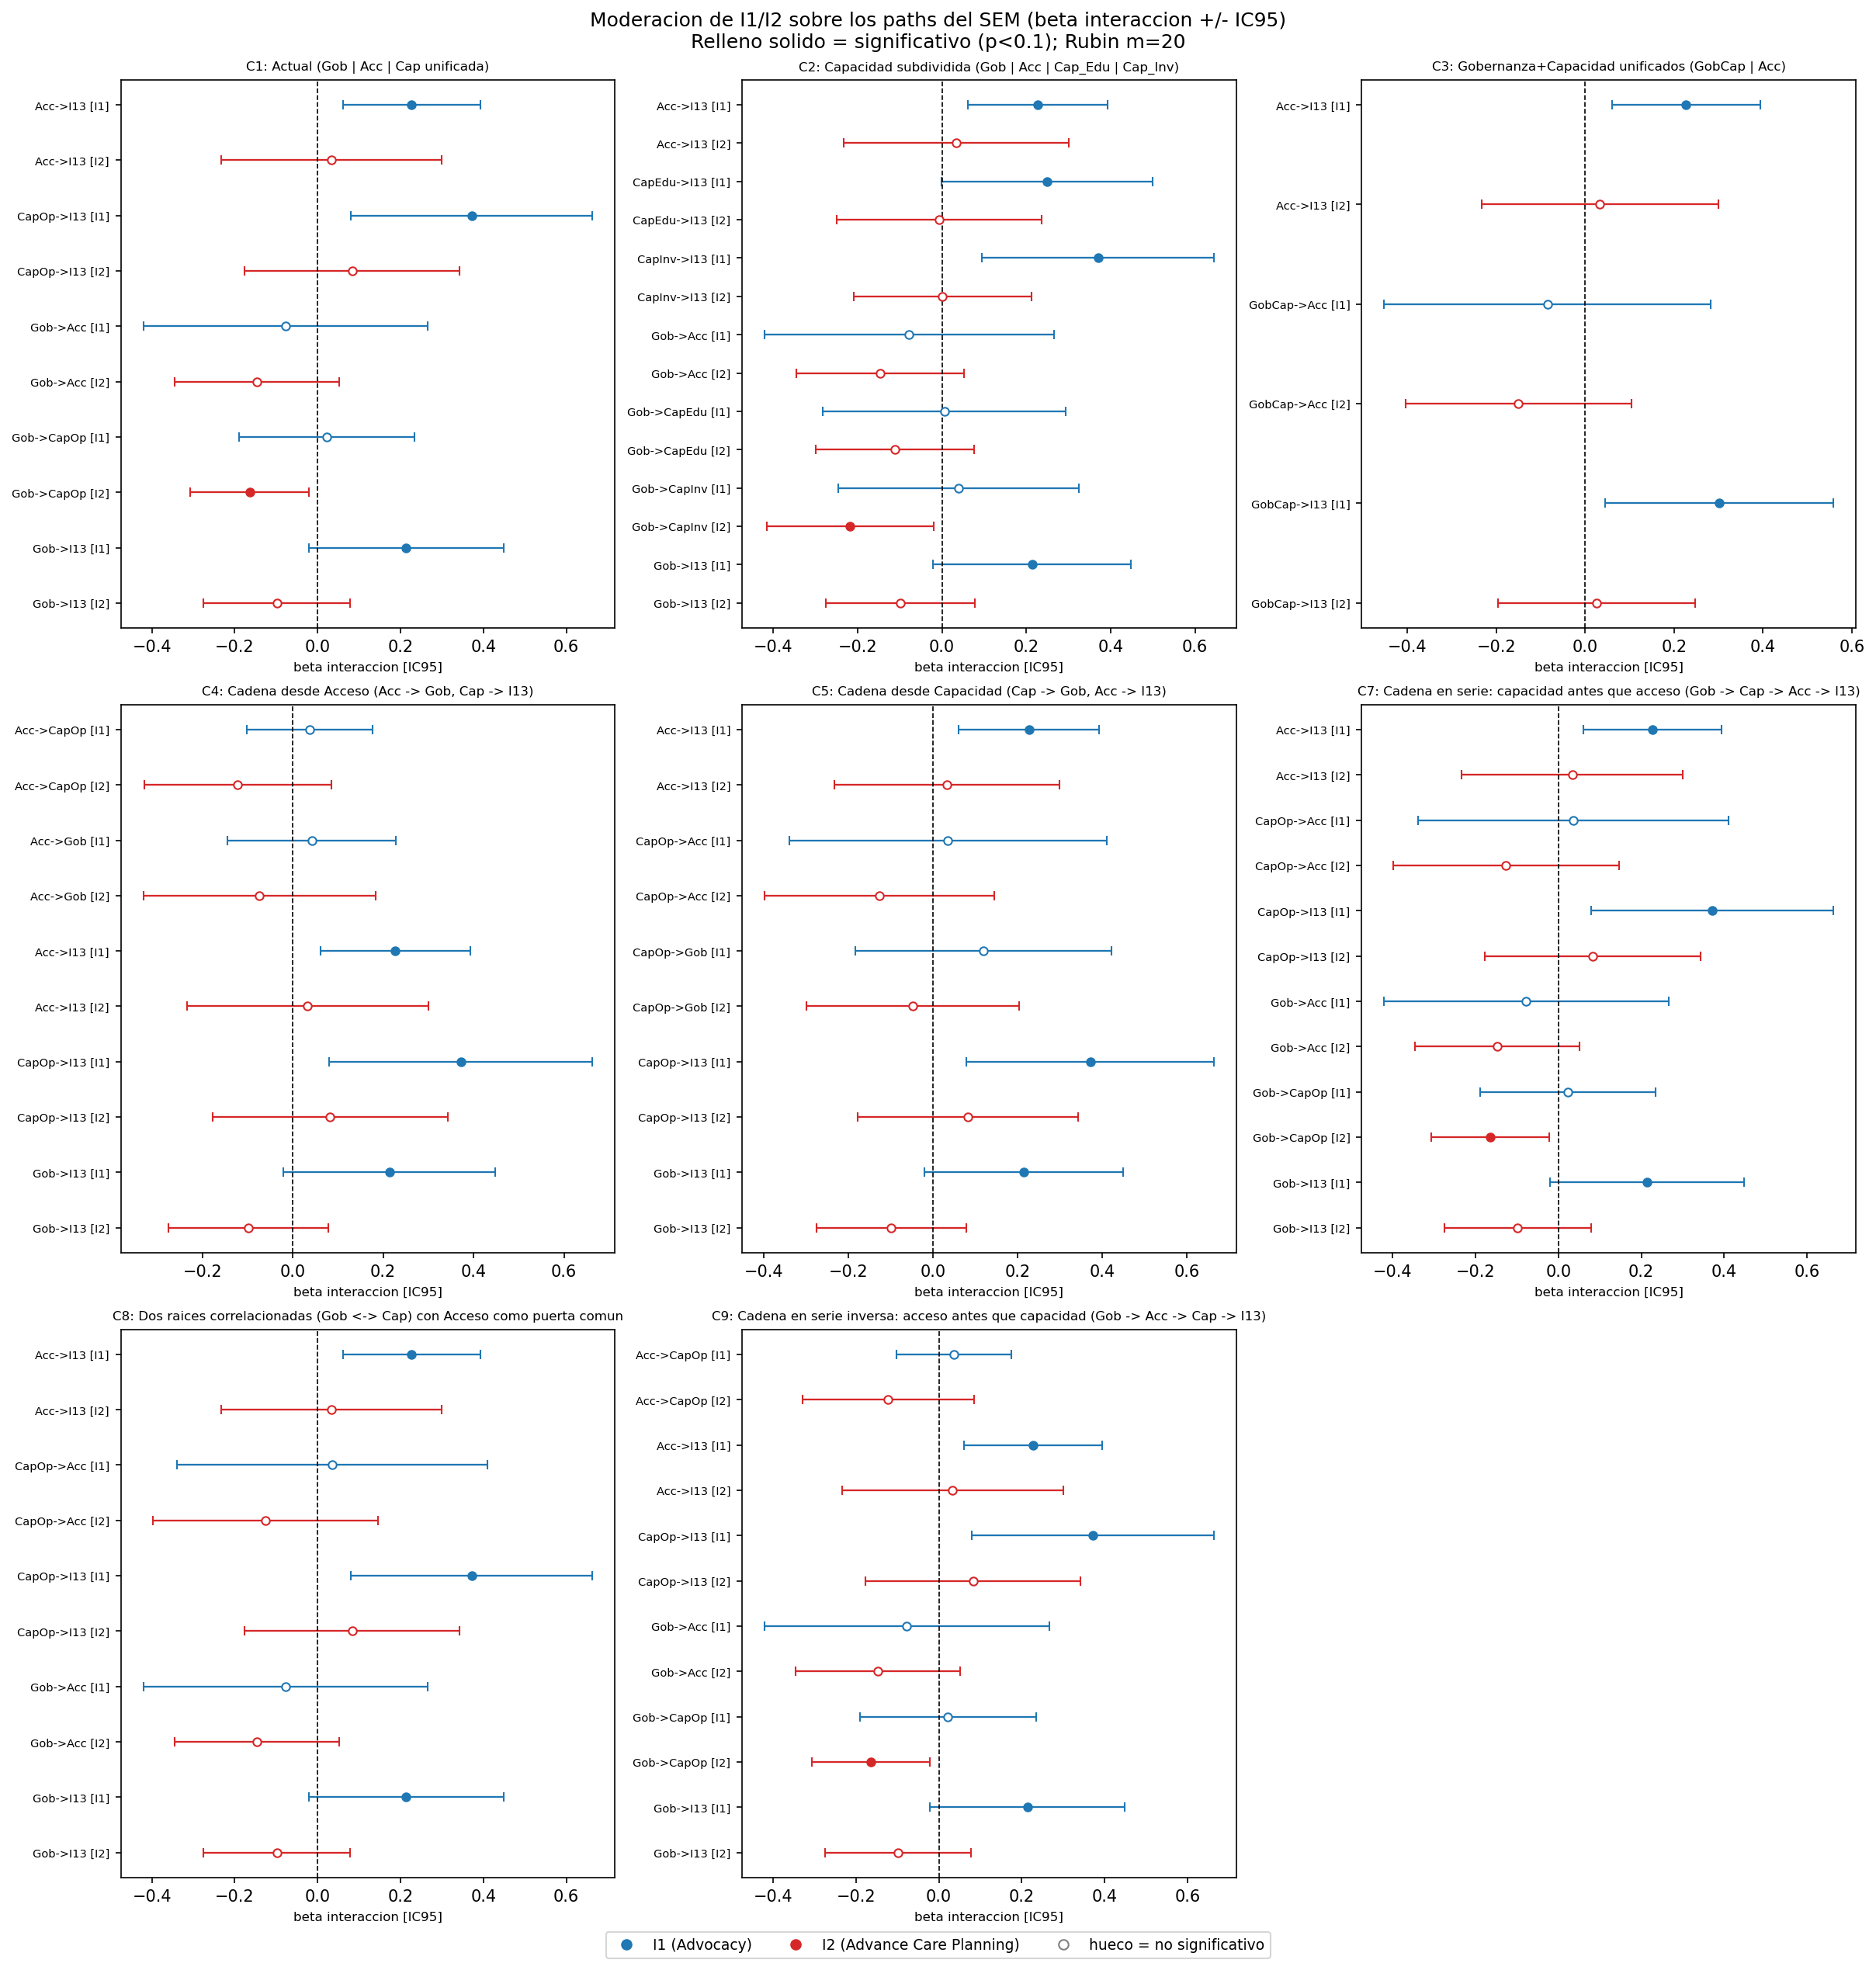 Moderacion de I1/I2 sobre los paths del SEM (beta interaccion +/- IC95)
Relleno solido = significativo (p<0.1); Rubin m=20
C1: Actual (Gob | Acc | Cap unificada)
Acc->I13 [I1]
Acc->I13 [I2]
CapOp->I13 [I1]
CapOp->I13 [I2]
Gob->Acc [I1]
Gob->Acc [I2]
Gob->CapOp [I1]
Gob->CapOp [I2]
Gob->I13 [I1]
Gob->I13 [I2]
−0.4 −0.2 0.0 0.2 0.4 0.6
beta interaccion [IC95]
C2: Capacidad subdividida (Gob | Acc | Cap_Edu | Cap_Inv)
Acc->I13 [I1]
Acc->I13 [I2]
CapEdu->I13 [I1]
CapEdu->I13 [I2]
CapInv->I13 [I1]
CapInv->I13 [I2]
Gob->Acc [I1]
Gob->Acc [I2]
Gob->CapEdu [I1]
Gob->CapEdu [I2]
Gob->CapInv [I1]
Gob->CapInv [I2]
Gob->I13 [I1]
Gob->I13 [I2]
−0.4 −0.2 0.0 0.2 0.4 0.6
beta interaccion [IC95]
C3: Gobernanza+Capacidad unificados (GobCap | Acc)
Acc->I13 [I1]
Acc->I13 [I2]
GobCap->Acc [I1]
GobCap->Acc [I2]
GobCap->I13 [I1]
GobCap->I13 [I2]
−0.4 −0.2 0.0 0.2 0.4 0.6
beta interaccion [IC95]
C4: Cadena desde Acceso (Acc -> Gob, Cap -> I13)
Acc->CapOp [I1]
Acc->CapOp [I2]
Acc->Gob [I1]
Acc->Gob [I2]
Acc->I13 [I1]
Acc->I13 [I2]
CapOp->I13 [I1]
CapOp->I13 [I2]
Gob->I13 [I1]
Gob->I13 [I2]
−0.2 0.0 0.2 0.4 0.6
beta interaccion [IC95]
C5: Cadena desde Capacidad (Cap -> Gob, Acc -> I13)
Acc->I13 [I1]
Acc->I13 [I2]
CapOp->Acc [I1]
CapOp->Acc [I2]
CapOp->Gob [I1]
CapOp->Gob [I2]
CapOp->I13 [I1]
CapOp->I13 [I2]
Gob->I13 [I1]
Gob->I13 [I2]
−0.4 −0.2 0.0 0.2 0.4 0.6
beta interaccion [IC95]
C7: Cadena en serie: capacidad antes que acceso (Gob -> Cap -> Acc -> I13)
Acc->I13 [I1]
Acc->I13 [I2]
CapOp->Acc [I1]
CapOp->Acc [I2]
CapOp->I13 [I1]
CapOp->I13 [I2]
Gob->Acc [I1]
Gob->Acc [I2]
Gob->CapOp [I1]
Gob->CapOp [I2]
Gob->I13 [I1]
Gob->I13 [I2]
−0.4 −0.2 0.0 0.2 0.4 0.6
beta interaccion [IC95]
C8: Dos raices correlacionadas (Gob <-> Cap) con Acceso como puerta comun
Acc->I13 [I1]
Acc->I13 [I2]
CapOp->Acc [I1]
CapOp->Acc [I2]
CapOp->I13 [I1]
CapOp->I13 [I2]
Gob->Acc [I1]
Gob->Acc [I2]
Gob->I13 [I1]
Gob->I13 [I2]
−0.4 −0.2 0.0 0.2 0.4 0.6
beta interaccion [IC95]
C9: Cadena en serie inversa: acceso antes que capacidad (Gob -> Acc -> Cap -> I13)
Acc->CapOp [I1]
Acc->CapOp [I2]
Acc->I13 [I1]
Acc->I13 [I2]
CapOp->I13 [I1]
CapOp->I13 [I2]
Gob->Acc [I1]
Gob->Acc [I2]
Gob->CapOp [I1]
Gob->CapOp [I2]
Gob->I13 [I1]
Gob->I13 [I2]
−0.4 −0.2 0.0 0.2 0.4 0.6
beta interaccion [IC95]
I1 (Advocacy) I2 (Advance Care Planning) hueco = no significativo